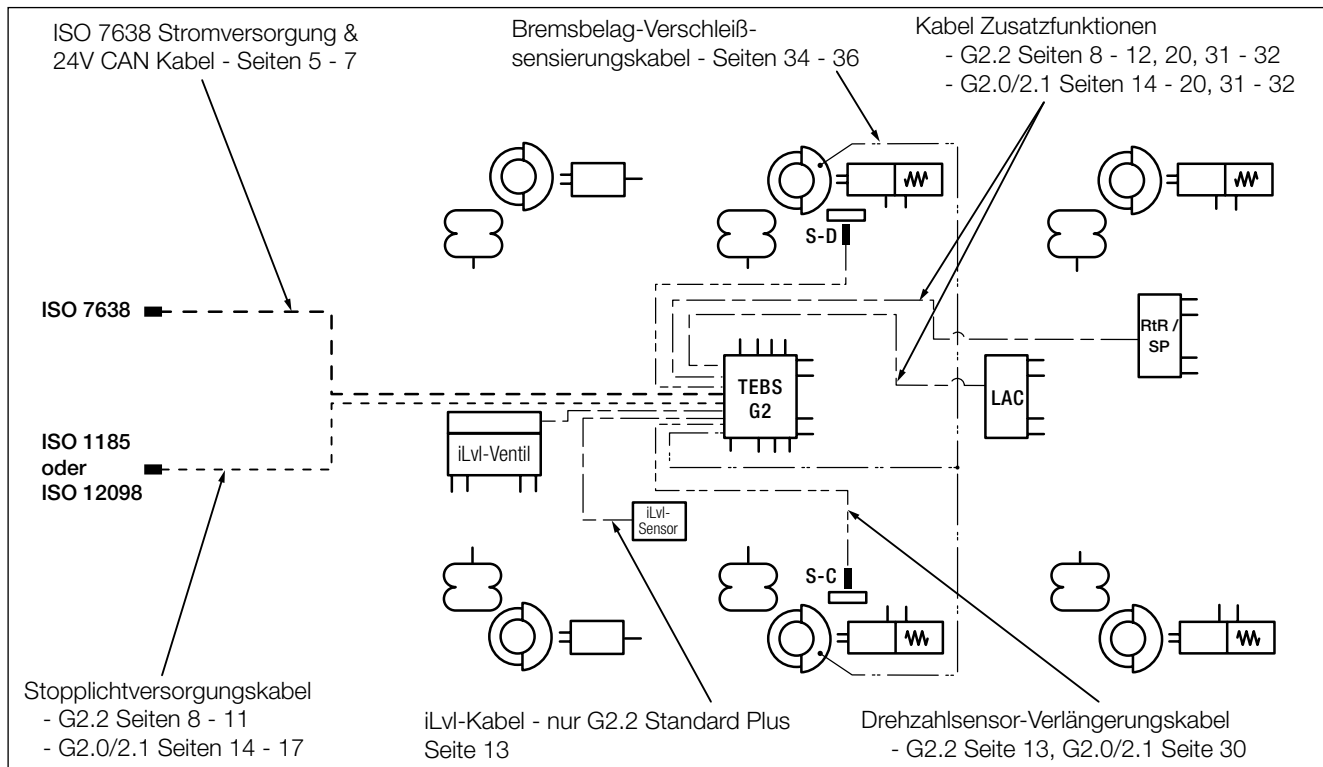 ISO 7638 Stromversorgung &
24V CAN Kabel - Seiten 5 - 7
Bremsbelag-Verschleiß-
sensierungskabel - Seiten 34 - 36
Kabel Zusatzfunktionen
- G2.2 Seiten 8 - 12, 20, 31 - 32
- G2.0/2.1 Seiten 14 - 20, 31 - 32
S-D
ISO 7638
RtR /
SP
TEBS
G2
LAC
ISO 1185
oder
ISO 12098
iLvl-Ventil
iLvl-
Sensor
S-C
Stopplichtversorgungskabel
- G2.2 Seiten 8 - 11
- G2.0/2.1 Seiten 14 - 17
iLvl-Kabel - nur G2.2 Standard Plus
Seite 13
Drehzahlsensor-Verlängerungskabel
- G2.2 Seite 13, G2.0/2.1 Seite 30